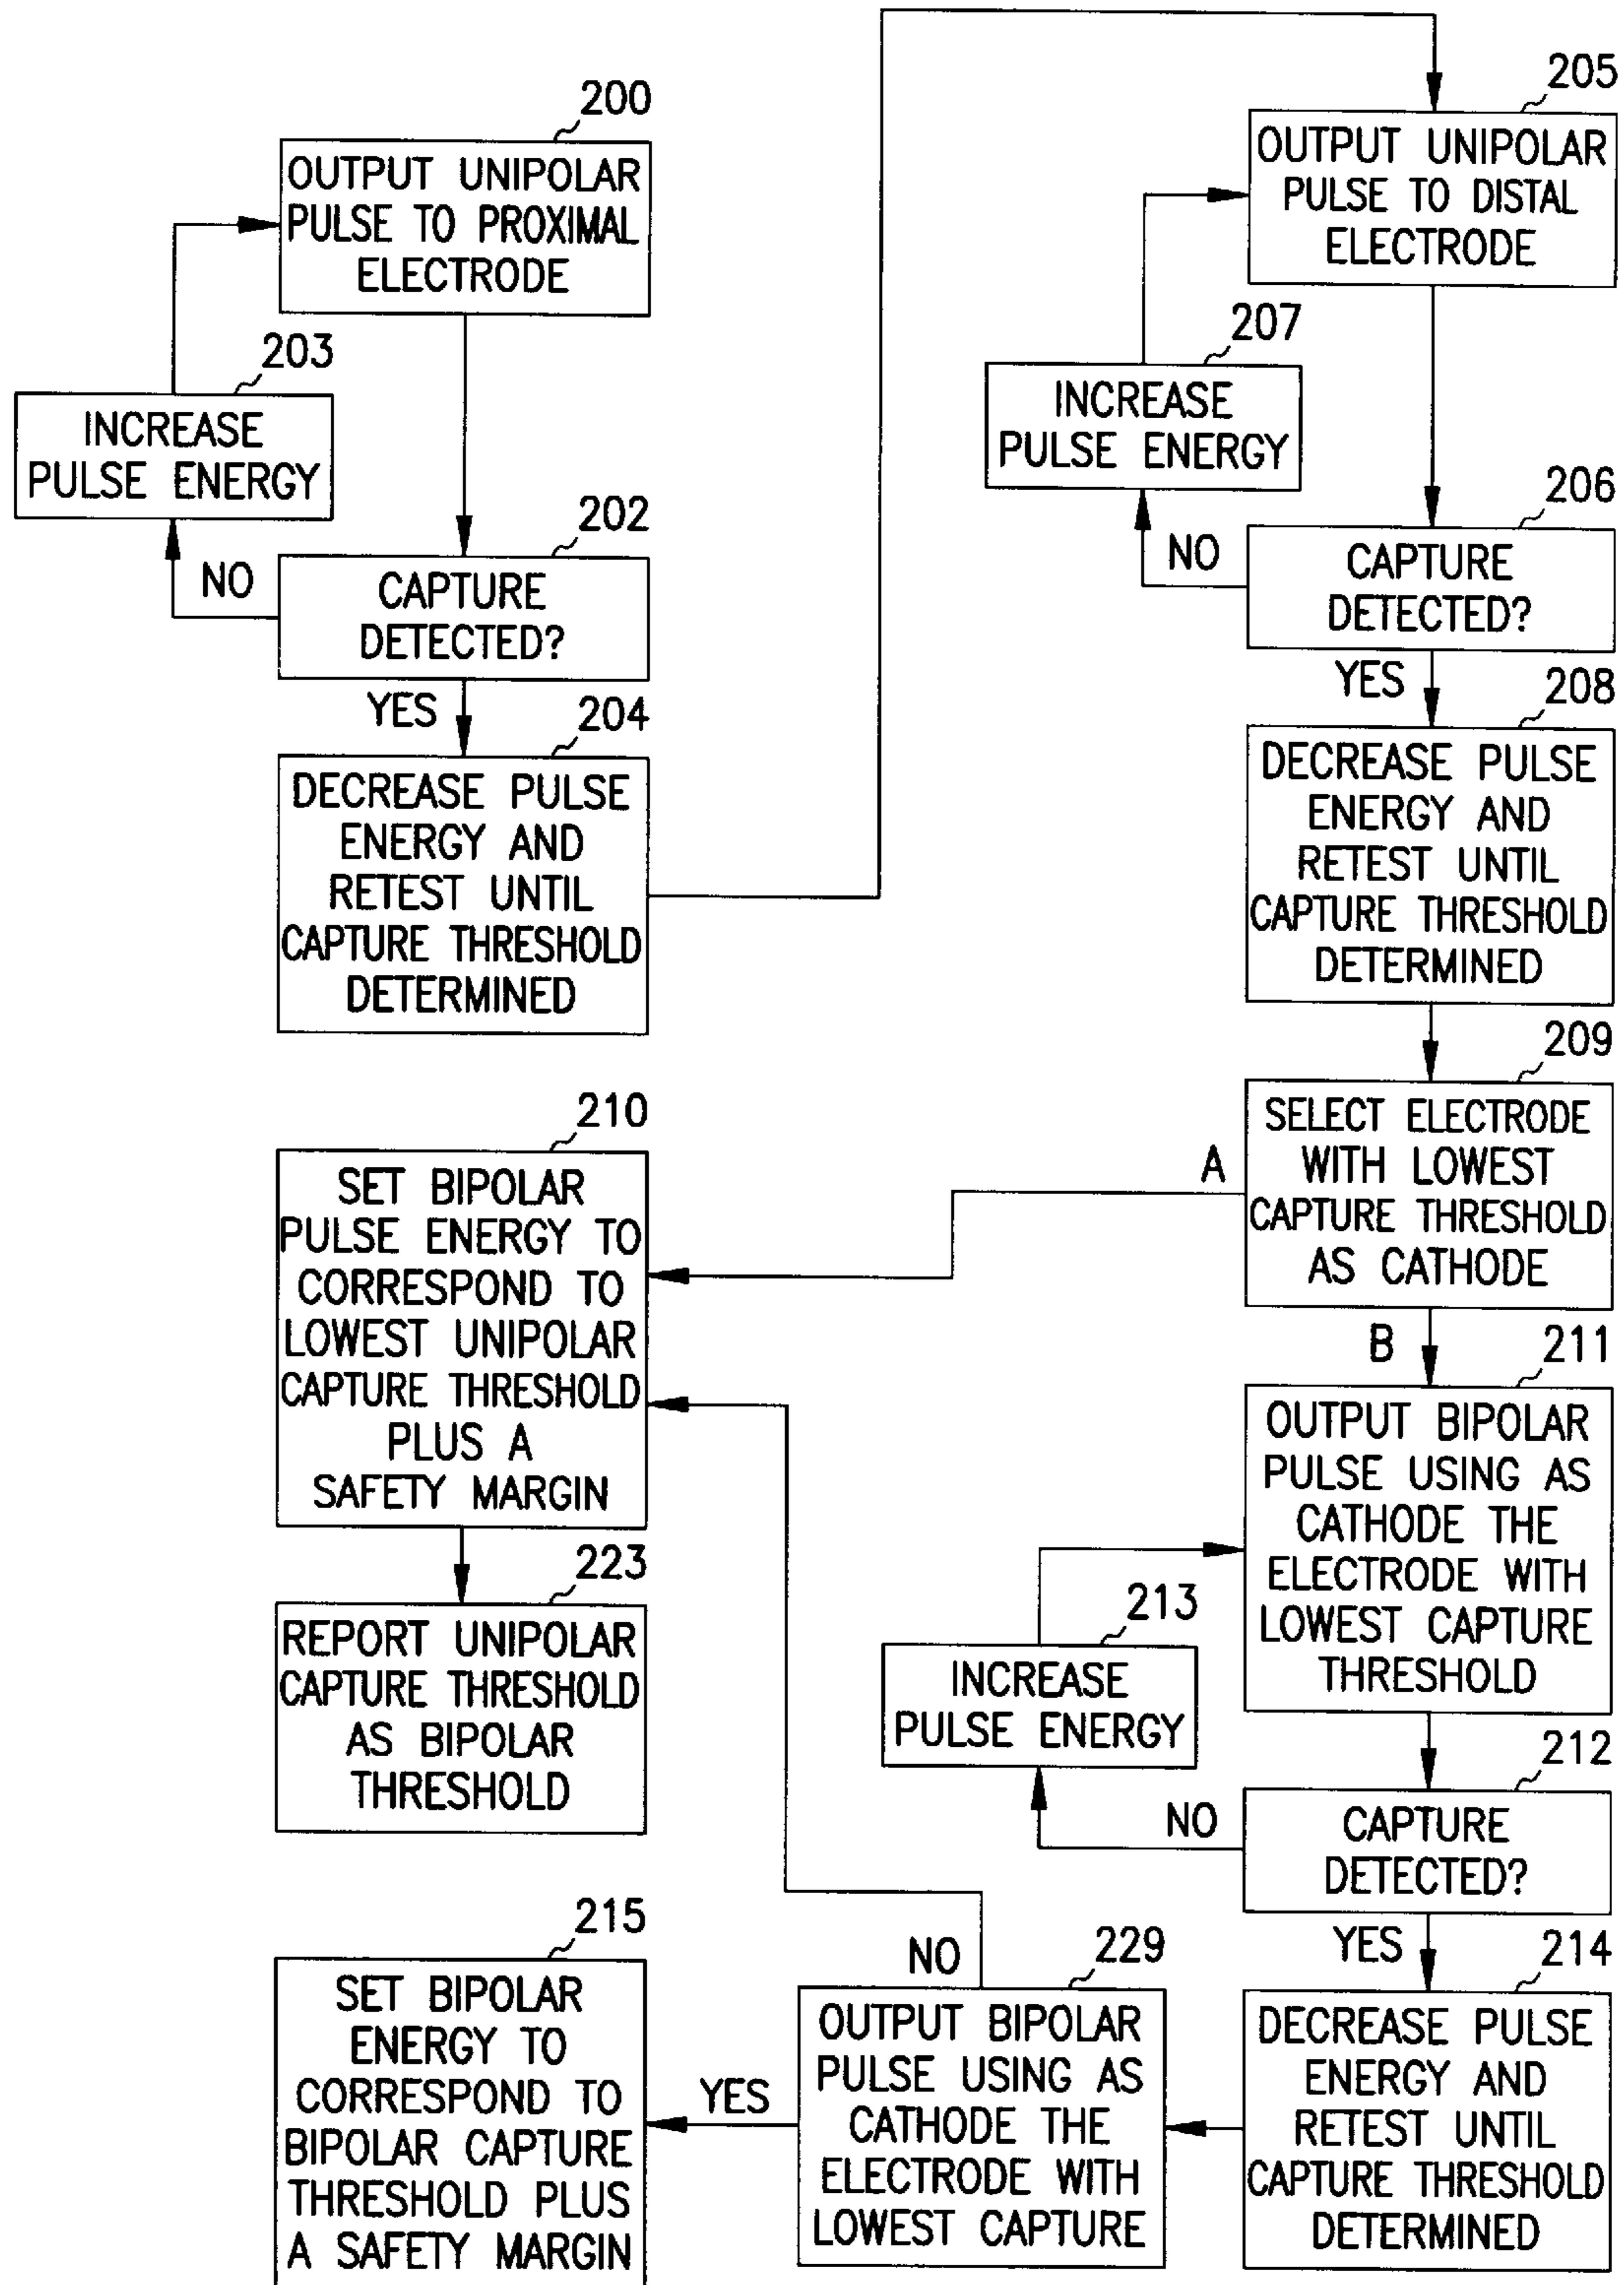 200
OUTPUT UNIPOLAR
PULSE TO PROXIMAL
ELECTRODE
203
INCREASE
PULSE ENERGY
202
NO
CAPTURE
DETECTED?
YES
204
DECREASE PULSE
ENERGY AND
RETEST UNTIL
CAPTURE THRESHOLD
DETERMINED
205
OUTPUT UNIPOLAR
PULSE TO DISTAL
ELECTRODE
207
INCREASE
PULSE ENERGY
206
NO
CAPTURE
DETECTED?
YES
208
DECREASE PULSE
ENERGY AND
RETEST UNTIL
CAPTURE THRESHOLD
DETERMINED
209
SELECT ELECTRODE
WITH LOWEST
CAPTURE THRESHOLD
AS CATHODE
A
210
SET BIPOLAR
PULSE ENERGY TO
CORRESPOND TO
LOWEST UNIPOLAR
CAPTURE THRESHOLD
PLUS A
SAFETY MARGIN
223
REPORT UNIPOLAR
CAPTURE THRESHOLD
AS BIPOLAR
THRESHOLD
B
211
OUTPUT BIPOLAR
PULSE USING AS
CATHODE THE
ELECTRODE WITH
LOWEST CAPTURE
THRESHOLD
213
INCREASE
PULSE ENERGY
212
NO
CAPTURE
DETECTED?
YES
214
DECREASE PULSE
ENERGY AND
RETEST UNTIL
CAPTURE THRESHOLD
DETERMINED
229
NO
OUTPUT BIPOLAR
PULSE USING AS
CATHODE THE
ELECTRODE WITH
LOWEST CAPTURE
YES
215
SET BIPOLAR
ENERGY TO
CORRESPOND TO
BIPOLAR CAPTURE
THRESHOLD PLUS
A SAFETY MARGIN